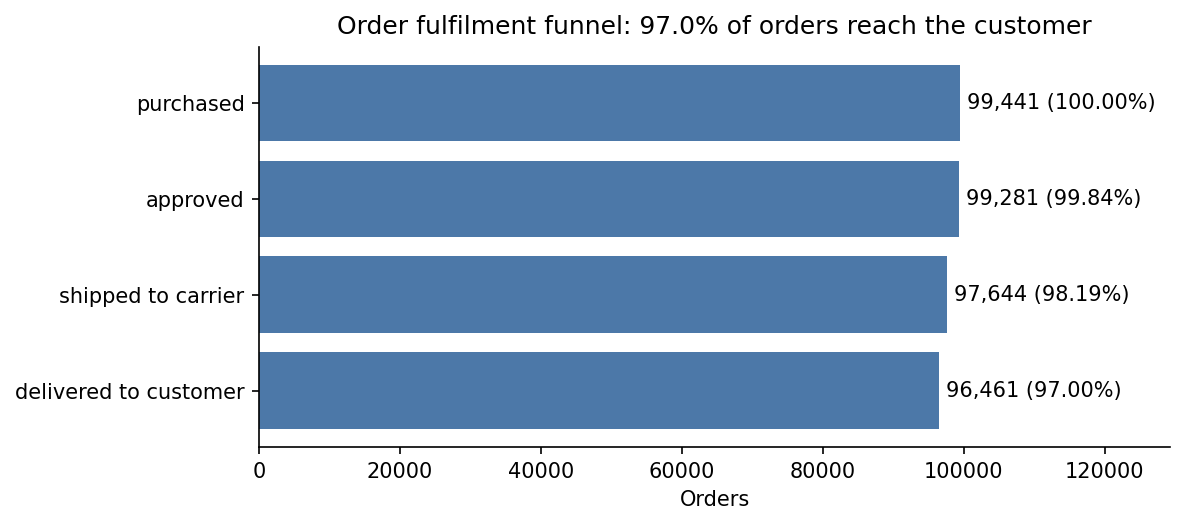 Order fulfilment funnel: 97.0% of orders reach the customer
purchased
99,441 (100.00%)
approved
99,281 (99.84%)
shipped to carrier
97,644 (98.19%)
delivered to customer
96,461 (97.00%)
0 20000 40000 60000 80000 100000 120000
Orders